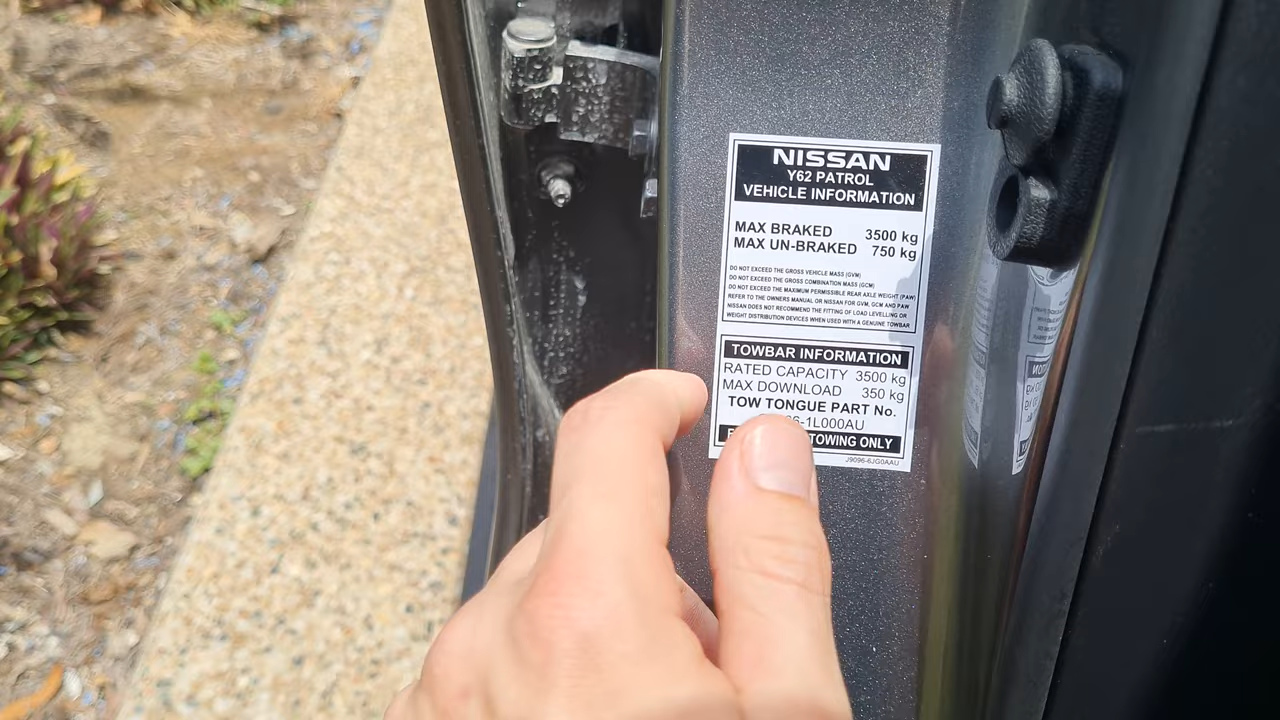 NISSAN
Y62 PATROL
VEHICLE INFORMATION
MAX BRAKED 3500 kg
MAX UN-BRAKED 750 kg
DO NOT EXCEED THE GROSS VEHICLE MASS (GVM)
DO NOT EXCEED THE GROSS COMBINATION MASS (GCM)
DO NOT EXCEED THE MAXIMUM PERMISSIBLE REAR AXLE WEIGHT (PAW)
REFER TO THE OWNERS MANUAL OR NISSAN FOR GVM, GCM AND PAW
NISSAN DOES NOT RECOMMEND THE FITTING OF LOAD LEVELLING OR
WEIGHT DISTRIBUTION DEVICES WHEN USED WITH A GENUINE TOWBAR
TOWBAR INFORMATION
RATED CAPACITY 3500 kg
MAX DOWNLOAD 350 kg
TOW TONGUE PART No.
6-1L000AU
TOWING ONLY
J9096-6JG0AAU